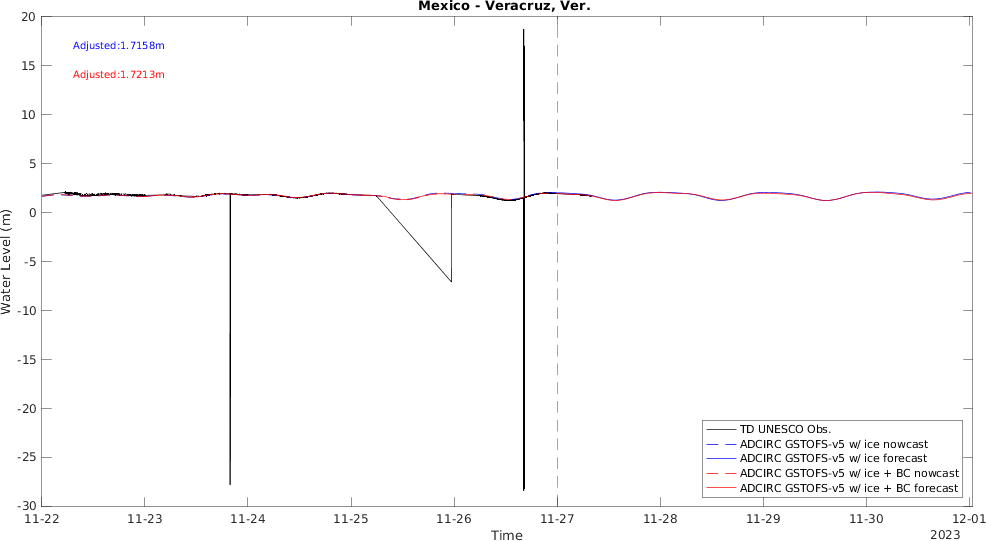 Mexico - Veracruz, Ver.
Adjusted:1.7158m
Adjusted:1.7213m
20
15
10
5
0
-5
-10
-15
-20
-25
-30
Water Level (m)
TD UNESCO Obs.
ADCIRC GSTOFS-v5 w/ ice nowcast
ADCIRC GSTOFS-v5 w/ ice forecast
ADCIRC GSTOFS-v5 w/ ice + BC nowcast
ADCIRC GSTOFS-v5 w/ ice + BC forecast
11-22 11-23 11-24 11-25 11-26 11-27 11-28 11-29 11-30 12-01
Time
2023